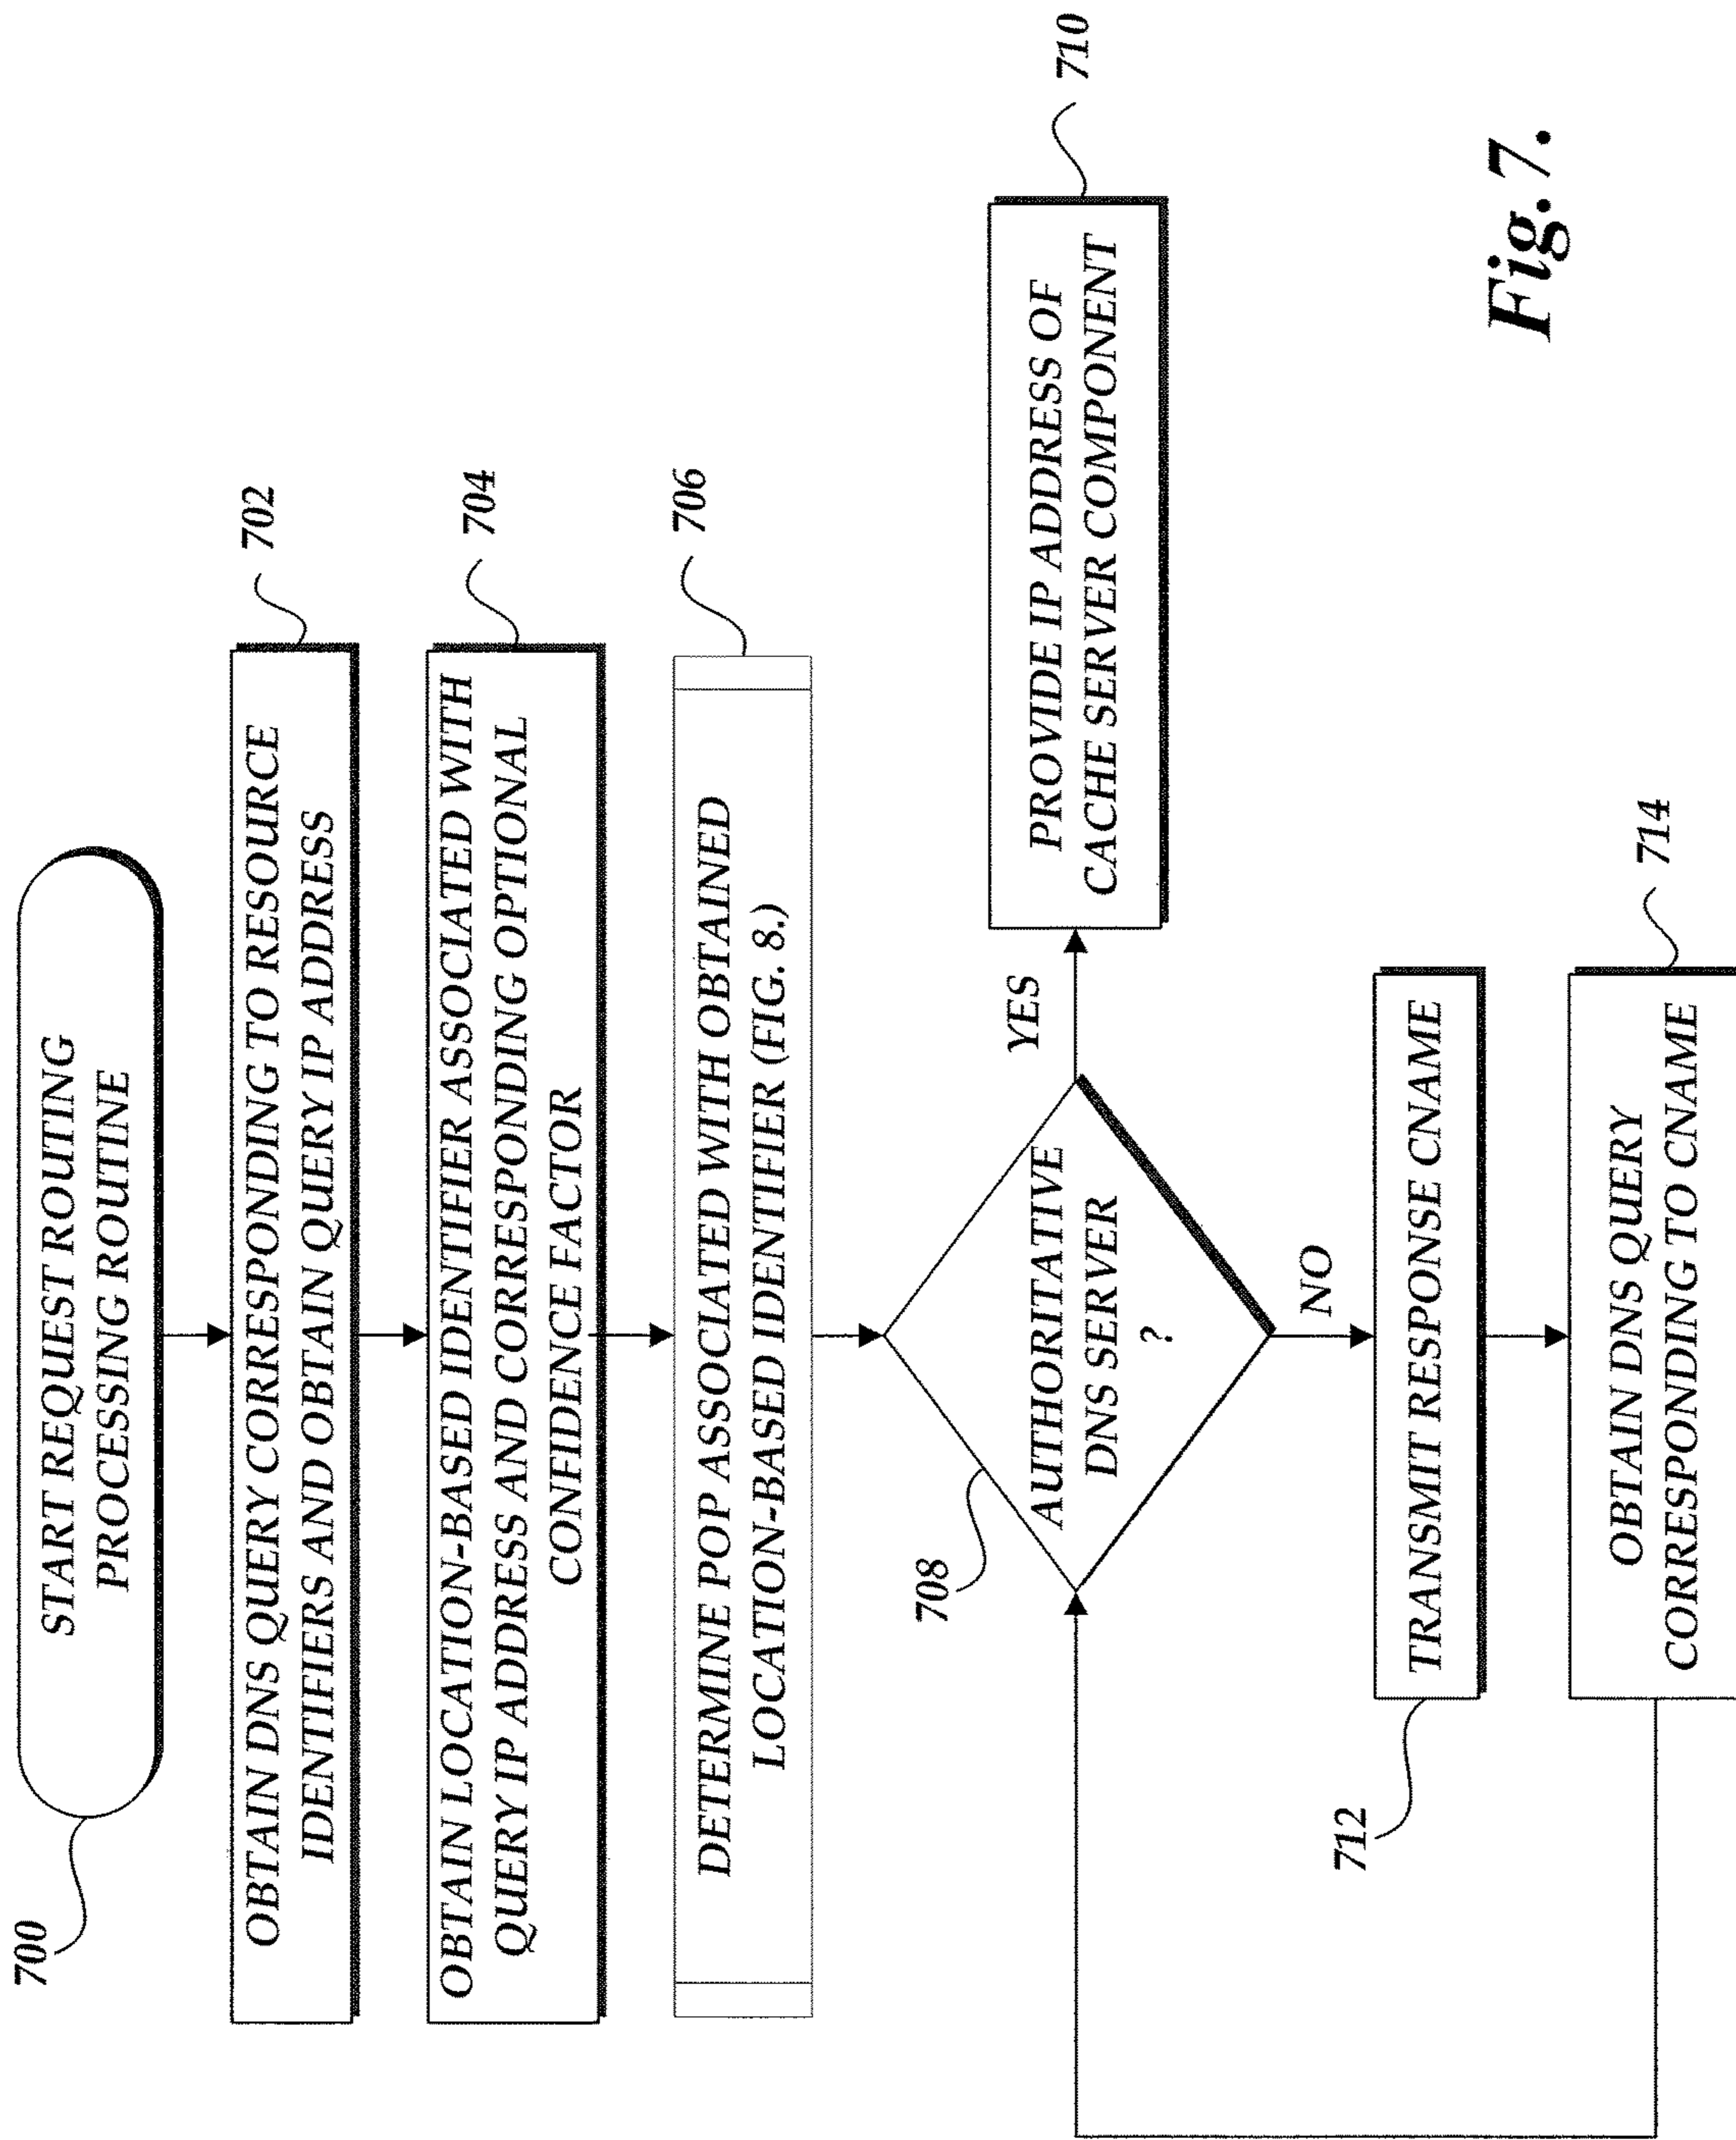 700
START REQUEST ROUTING
PROCESSING ROUTINE
702
OBTAIN DNS QUERY CORRESPONDING TO RESOURCE
IDENTIFIERS AND OBTAIN QUERY IP ADDRESS
704
OBTAIN LOCATION-BASED IDENTIFIER ASSOCIATED WITH
QUERY IP ADDRESS AND CORRESPONDING OPTIONAL
CONFIDENCE FACTOR
706
DETERMINE POP ASSOCIATED WITH OBTAINED
LOCATION-BASED IDENTIFIER (FIG. 8.)
708
AUTHORITATIVE
DNS SERVER
?
YES
710
PROVIDE IP ADDRESS OF
CACHE SERVER COMPONENT
NO
712
TRANSMIT RESPONSE CNAME
714
OBTAIN DNS QUERY
CORRESPONDING TO CNAME
Fig. 7.